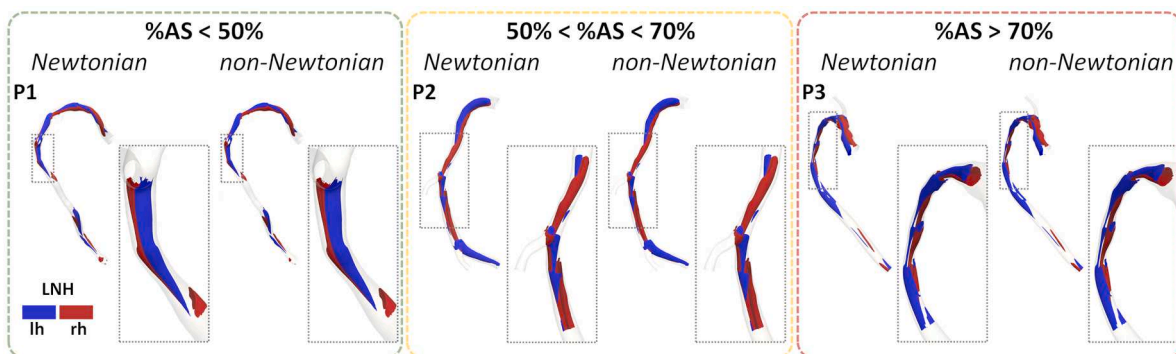 %AS < 50%
Newtonian non-Newtonian
P1
LNH
lh rh
50% < %AS < 70%
Newtonian non-Newtonian
P2
%AS > 70%
Newtonian non-Newtonian
P3